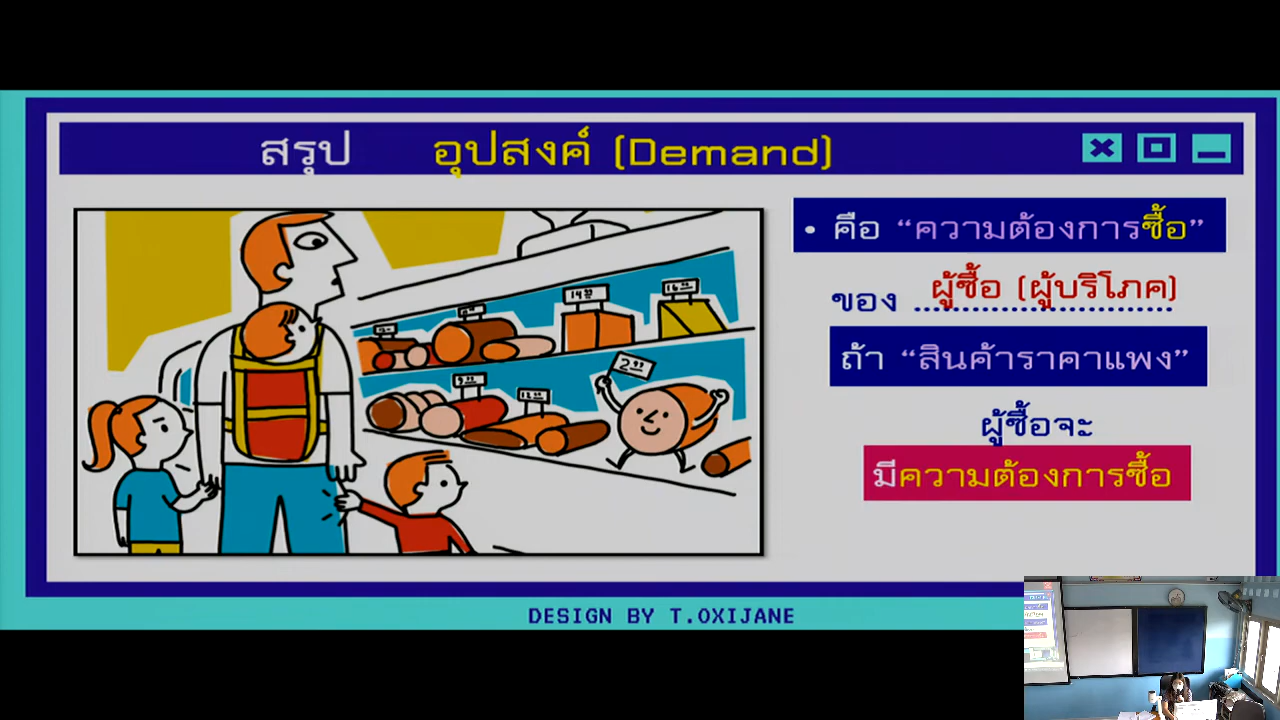 สรุป อุปสงค์ (Demand)
• คือ “ความต้องการซื้อ”
ของ ผู้ซื้อ (ผู้บริโภค)
ถ้า “สินค้าราคาแพง”
ผู้ซื้อจะ
มีความต้องการซื้อ
DESIGN BY T.OXIJANE